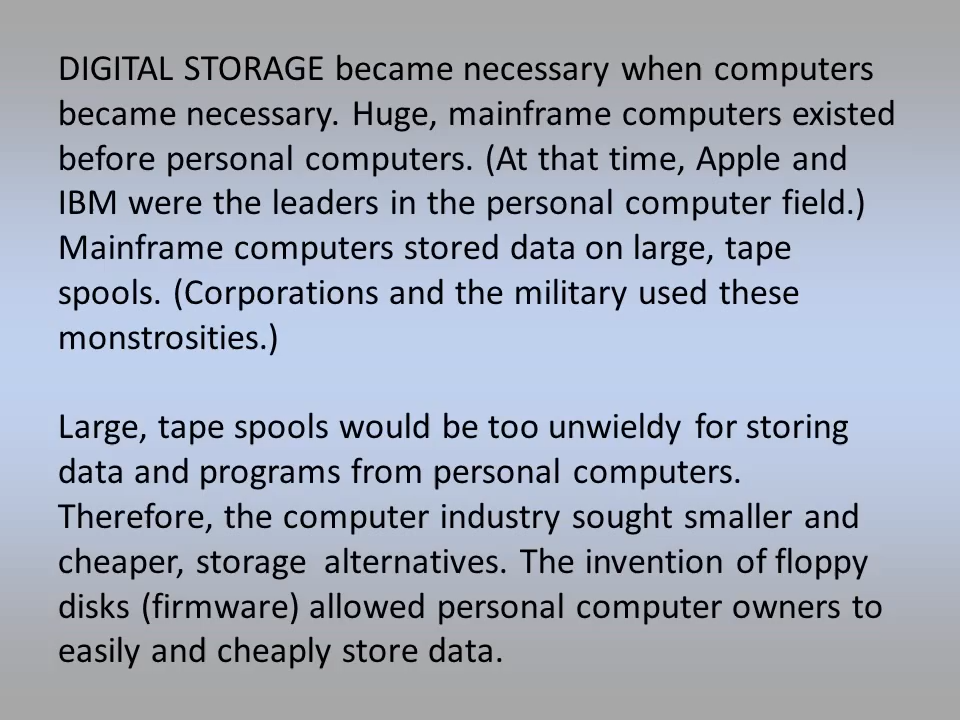 DIGITAL STORAGE became necessary when computers
became necessary. Huge, mainframe computers existed
before personal computers. (At that time, Apple and
IBM were the leaders in the personal computer field.)
Mainframe computers stored data on large, tape
spools. (Corporations and the military used these
monstrosities.)
Large, tape spools would be too unwieldy for storing
data and programs from personal computers.
Therefore, the computer industry sought smaller and
cheaper, storage alternatives. The invention of floppy
disks (firmware) allowed personal computer owners to
easily and cheaply store data.